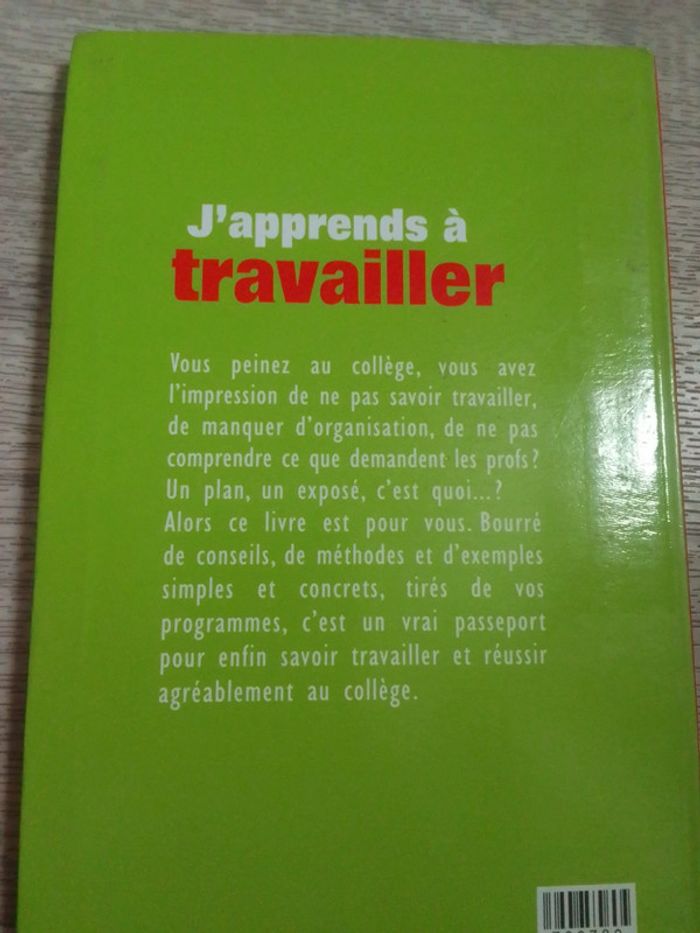 J'apprends à
travailler
Vous peinez au collège, vous avez
l'impression de ne pas savoir travailler,
de manquer d'organisation, de ne pas
comprendre ce que demandent les profs ?
Un plan, un exposé, c'est quoi...?
Alors ce livre est pour vous. Bourré
de conseils, de méthodes et d'exemples
simples et concrets, tirés de vos
programmes, c'est un vrai passeport
pour enfin savoir travailler et réussir
agréablement au collège.